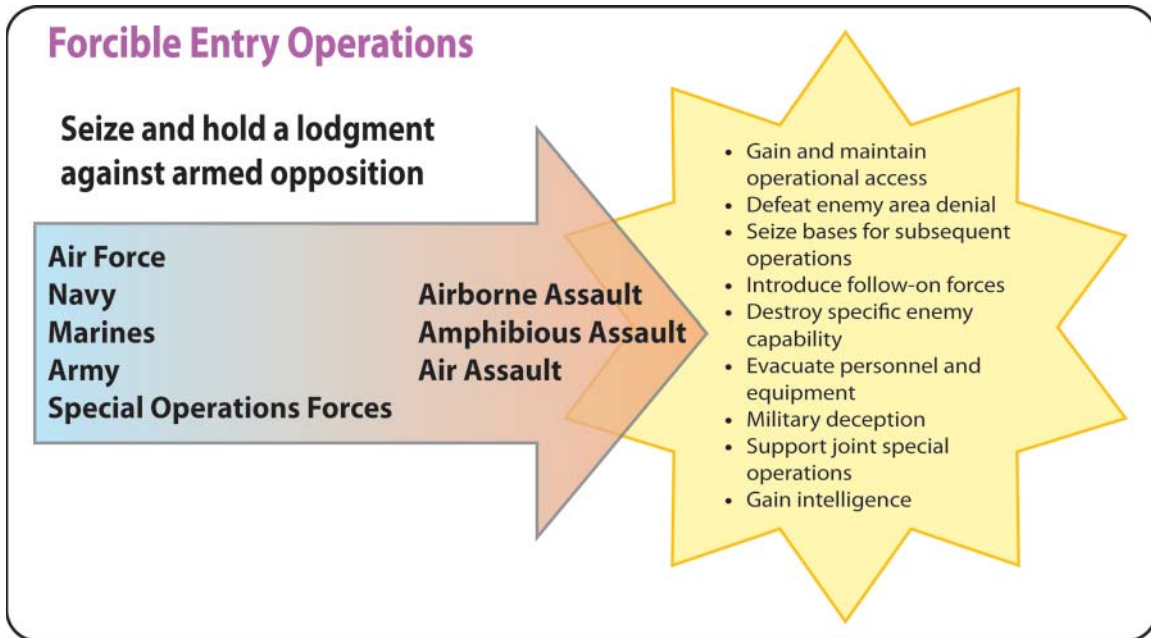 Forcible Entry Operations
Seize and hold a lodgment
against armed opposition
Air Force
Navy
Marines
Army
Special Operations Forces
Airborne Assault
Amphibious Assault
Air Assault
• Gain and maintain
operational access
• Defeat enemy area denial
• Seize bases for subsequent
operations
• Introduce follow-on forces
• Destroy specific enemy
capability
• Evacuate personnel and
equipment
• Military deception
• Support joint special
operations
• Gain intelligence